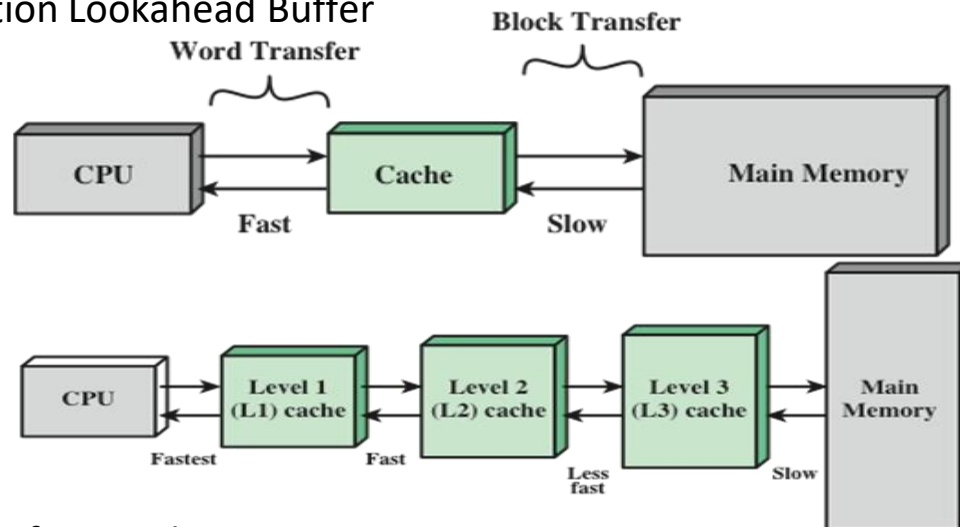 tion Lookahead Buffer
Block Transfer
Word Transfer
CPU
Cache
Main Memory
Fast
Slow
CPU
Level 1
(L1) cache
Level 2
(L2) cache
Level 3
(L3) cache
Main
Memory
Fastest
Fast
Less
fast
Slow